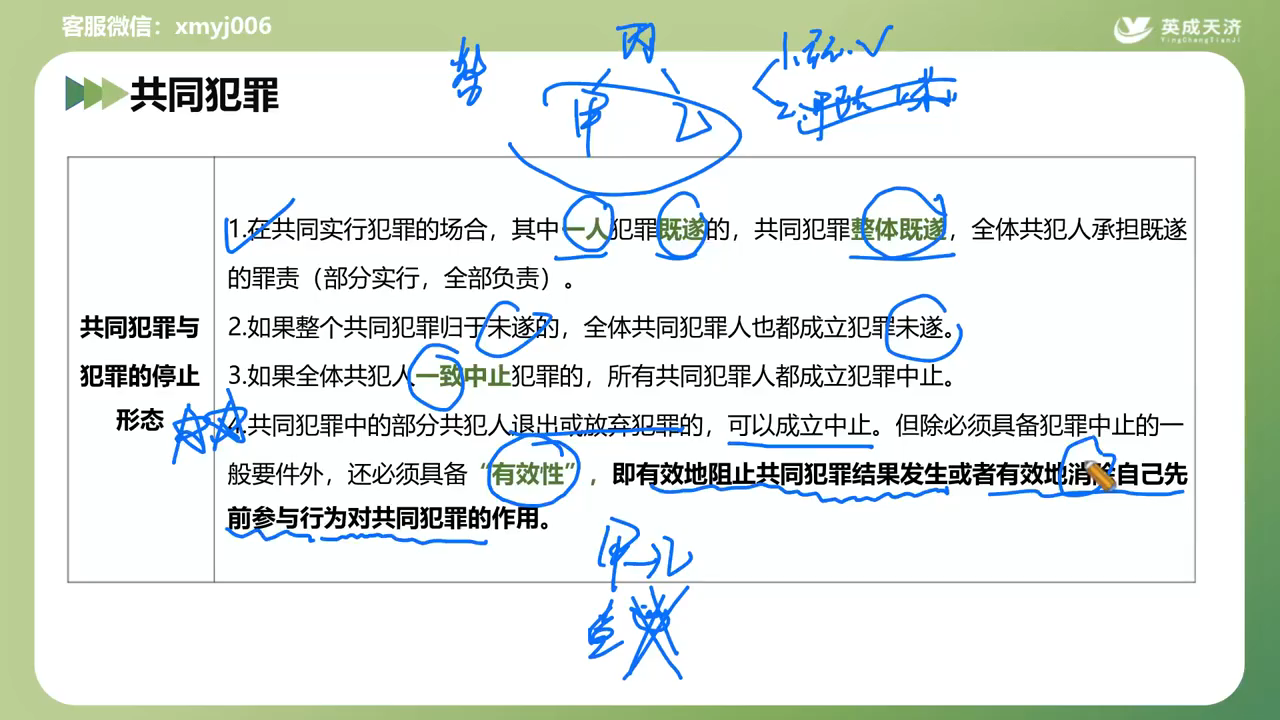 客服微信：xmyj006
英成天济
YingChengTianJi
丙
甲 乙
共同犯罪
1.在共同实行犯罪的场合，其中一人犯罪既遂的，共同犯罪整体既遂，全体共犯人承担既遂
的罪责（部分实行，全部负责）。
2.如果整个共同犯罪归于未遂的，全体共同犯罪人也都成立犯罪未遂。
3.如果全体共犯人一致中止犯罪的，所有共同犯罪人都成立犯罪中止。
4.共同犯罪中的部分共犯人退出或放弃犯罪的，可以成立中止。但除必须具备犯罪中止的一
般要件外，还必须具备“有效性”，即有效地阻止共同犯罪结果发生或者有效地消除自己先
前参与行为对共同犯罪的作用。
共同犯罪与
犯罪的停止
形态
甲→乙